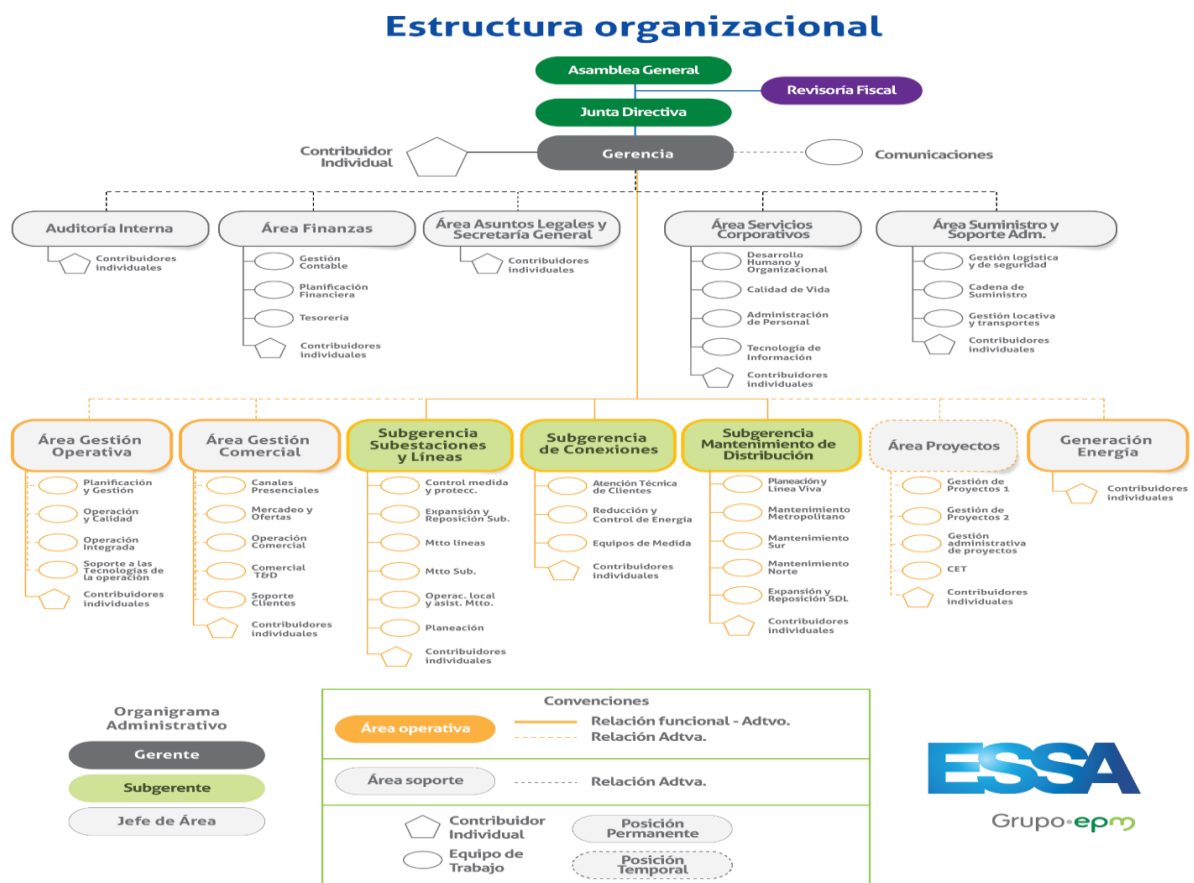 Estructura organizacional
Asamblea General
Revisoría Fiscal
Junta Directiva
Contribuidor
Individual
Gerencia
Comunicaciones
Auditoría Interna
Contribuidores
individuales
Área Finanzas
Gestión
Contable
Planificación
Financiera
Tesorería
Contribuidores
individuales
Área Asuntos Legales y
Secretaría General
Contribuidores
individuales
Área Servicios
Corporativos
Desarrollo
Humano y
Organizacional
Calidad de Vida
Administración
de Personal
Tecnología de
Información
Contribuidores
individuales
Área Suministro y
Soporte Adm.
Gestión logística
y de seguridad
Cadena de
Suministro
Gestión locativa
y transportes
Contribuidores
individuales
Área Gestión
Operativa
Planificación
y Gestión
Operación
y Calidad
Operación
Integrada
Soporte a las
Tecnologías de
la operación
Contribuidores
individuales
Área Gestión
Comercial
Canales
Presenciales
Mercadeo y
Ofertas
Operación
Comercial
Comercial
T&D
Soporte
Clientes
Contribuidores
individuales
Subgerencia
Subestaciones
y Líneas
Control medida
y protecc.
Expansión y
Reposición Sub.
Mtto líneas
Mtto Sub.
Operac. local
y asist. Mtto.
Planeación
Contribuidores
individuales
Subgerencia
de Conexiones
Atención Técnica
de Clientes
Reducción y
Control de Energía
Equipos de Medida
Contribuidores
individuales
Subgerencia
Mantenimiento de
Distribución
Planeación y
Línea Viva
Mantenimiento
Metropolitano
Mantenimiento
Sur
Mantenimiento
Norte
Expansión y
Reposición SDL
Contribuidores
individuales
Área Proyectos
Gestión de
Proyectos 1
Gestión de
Proyectos 2
Gestión
administrativa
de proyectos
CET
Contribuidores
individuales
Generación
Energía
Contribuidores
individuales
Organigrama
Administrativo
Gerente
Subgerente
Jefe de Área
Convenciones
Área operativa
Relación funcional - Adtvo.
Relación Adtva.
Área soporte
Relación Adtva.
Contribuidor
Individual
Posición
Permanente
Equipo de
Trabajo
Posición
Temporal
ESSA
Grupo·epm